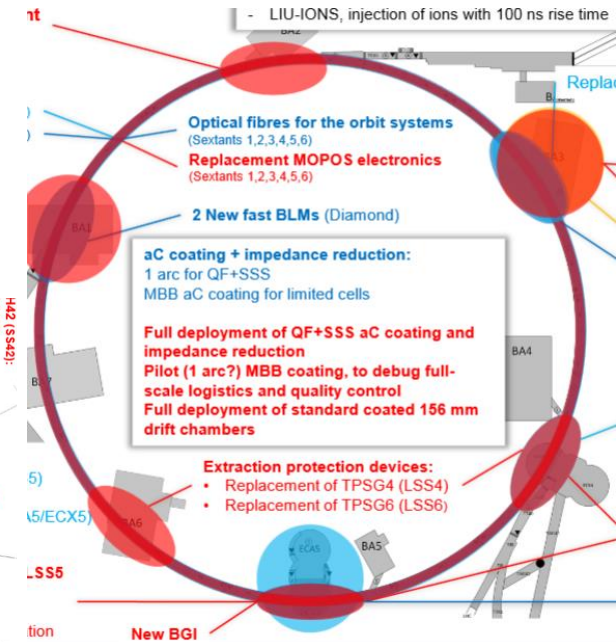 nt
- LIU-IONS, injection of ions with 100 ns rise time
BA2
Replac
BA3
Optical fibres for the orbit systems
(Sextants 1,2,3,4,5,6)
Replacement MOPOS electronics
(Sextants 1,2,3,4,5,6)
2 New fast BLMs (Diamond)
BA1
aC coating + impedance reduction:
1 arc for QF+SSS
MBB aC coating for limited cells
Full deployment of QF+SSS aC coating and
impedance reduction
Pilot (1 arc?) MBB coating, to debug full-
scale logistics and quality control
Full deployment of standard coated 156 mm
drift chambers
H42 (SS42):
BA4
Extraction protection devices:
• Replacement of TPSG4 (LSS4)
• Replacement of TPSG6 (LSS6)
5)
A5/ECX5)
BA6
ECA5
BA5
LSS5
ation
New BGI